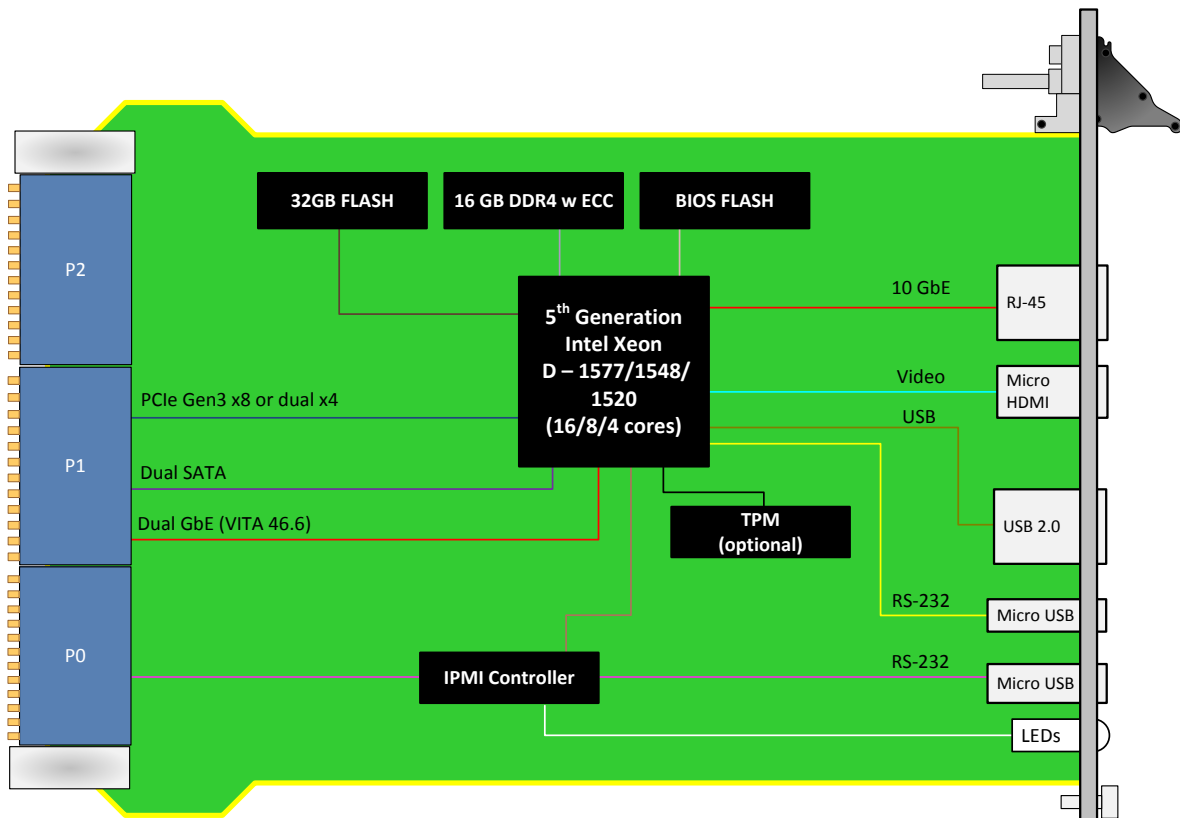 32GB FLASH
16 GB DDR4 w ECC
BIOS FLASH
P2
5th Generation
Intel Xeon
D – 1577/1548/
1520
(16/8/4 cores)
10 GbE
RJ-45
Video
Micro
HDMI
USB
PCIe Gen3 x8 or dual x4
P1
Dual SATA
Dual GbE (VITA 46.6)
TPM
(optional)
USB 2.0
RS-232
Micro USB
P0
IPMI Controller
RS-232
Micro USB
LEDs